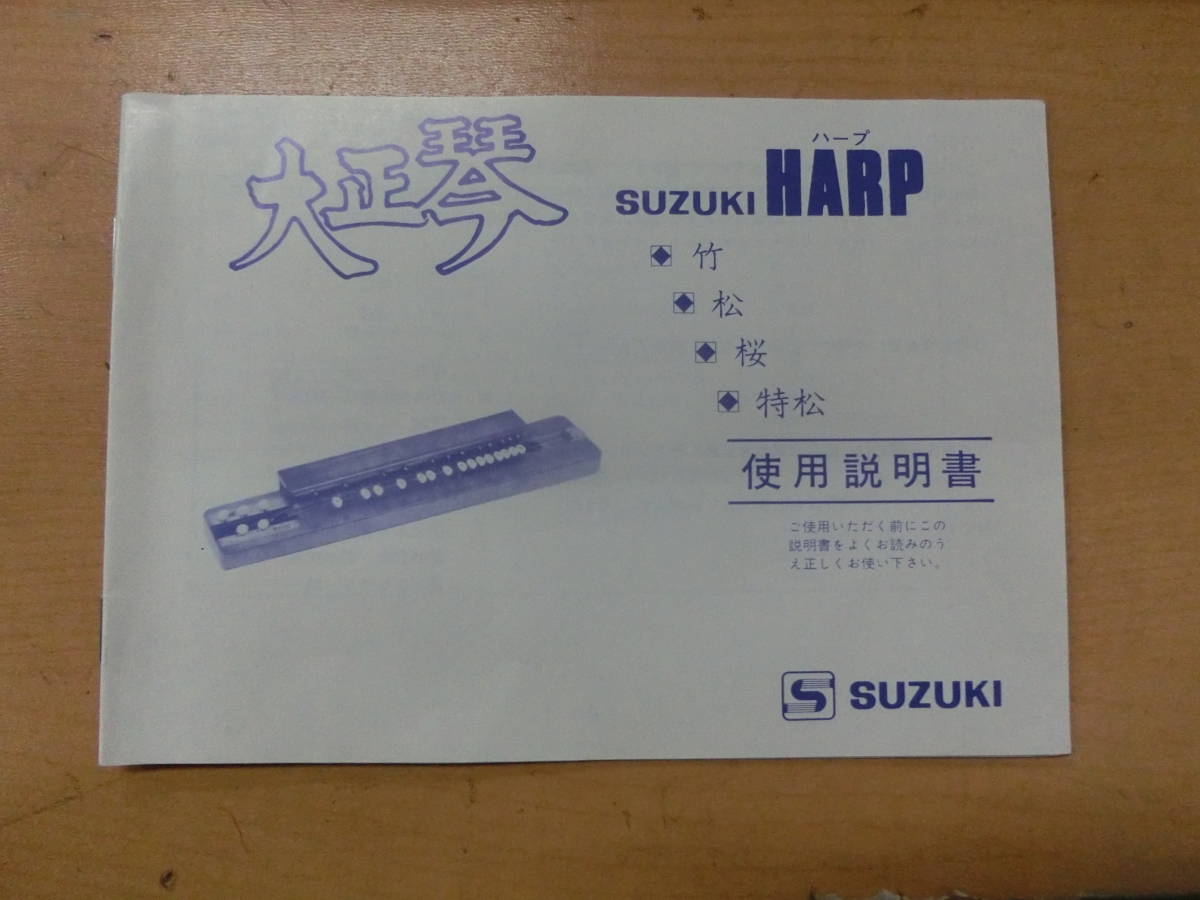 大正琴
ハープ
SUZUKI HARP
竹
松
桜
特松
使用説明書
ご使用いただく前にこの
説明書をよくお読みのう
え正しくお使い下さい。
S SUZUKI